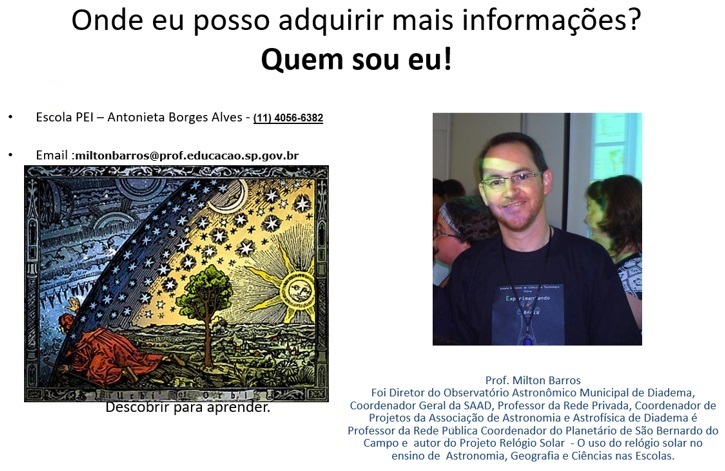 Onde eu posso adquirir mais informações?
Quem sou eu!
• Escola PEI – Antonieta Borges Alves - (11) 4056-6382
• Email :miltonbarros@prof.educacao.sp.gov.br
Descobrir para aprender.
Experimentando
Ciência
Prof. Milton Barros
Foi Diretor do Observatório Astronômico Municipal de Diadema,
Coordenador Geral da SAAD, Professor da Rede Privada, Coordenador de
Projetos da Associação de Astronomia e Astrofísica de Diadema é
Professor da Rede Publica Coordenador do Planetário de São Bernardo do
Campo e autor do Projeto Relógio Solar - O uso do relógio solar no
ensino de Astronomia, Geografia e Ciências nas Escolas.